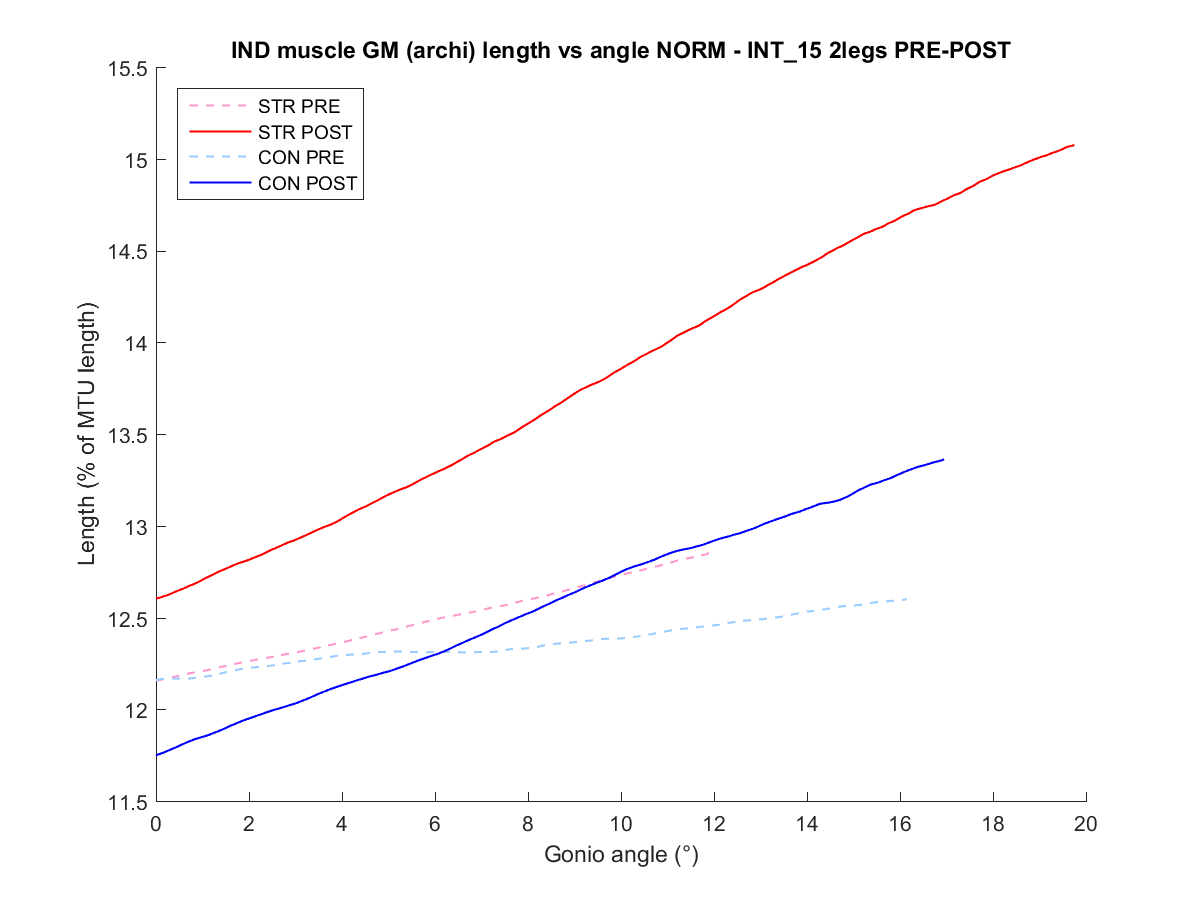 IND muscle GM (archi) length vs angle NORM - INT_15 2legs PRE-POST
STR PRE
STR POST
CON PRE
CON POST
Length (% of MTU length)
15.5
15
14.5
14
13.5
13
12.5
12
11.5
0 2 4 6 8 10 12 14 16 18 20
Gonio angle (°)